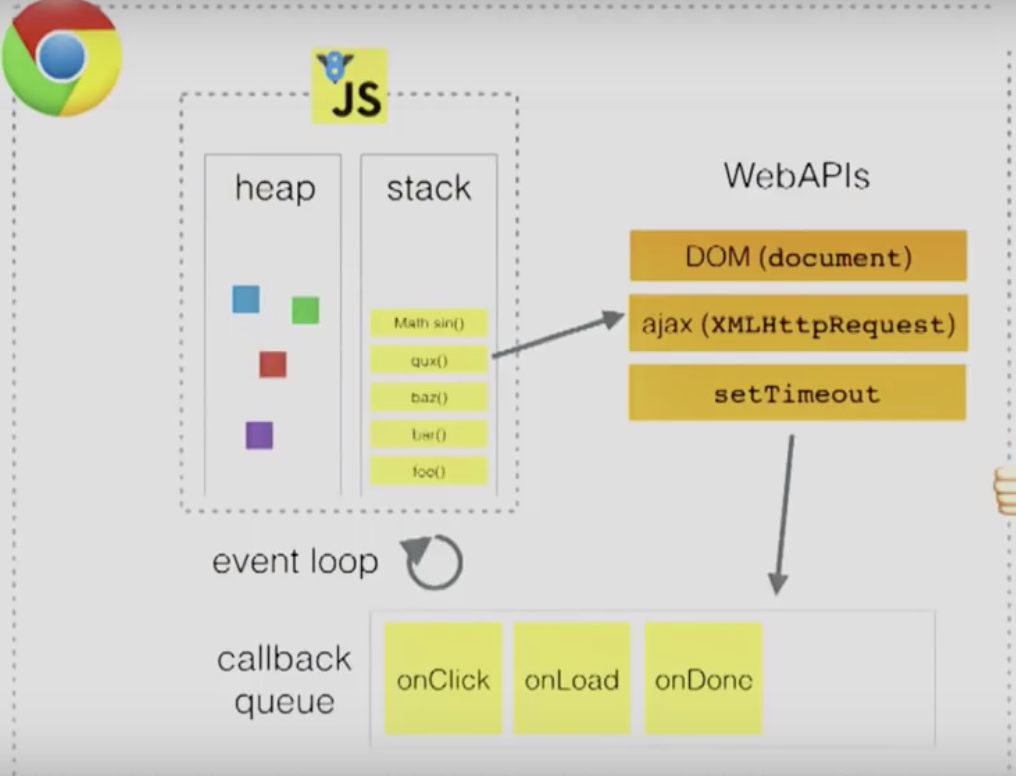 JS
heap
stack
WebAPIs
DOM (document)
Math sin()
ajax (XMLHttpRequest)
qux()
baz()
setTimeout
bar()
foo()
event loop
callback
queue
onClick
onLoad
onDone